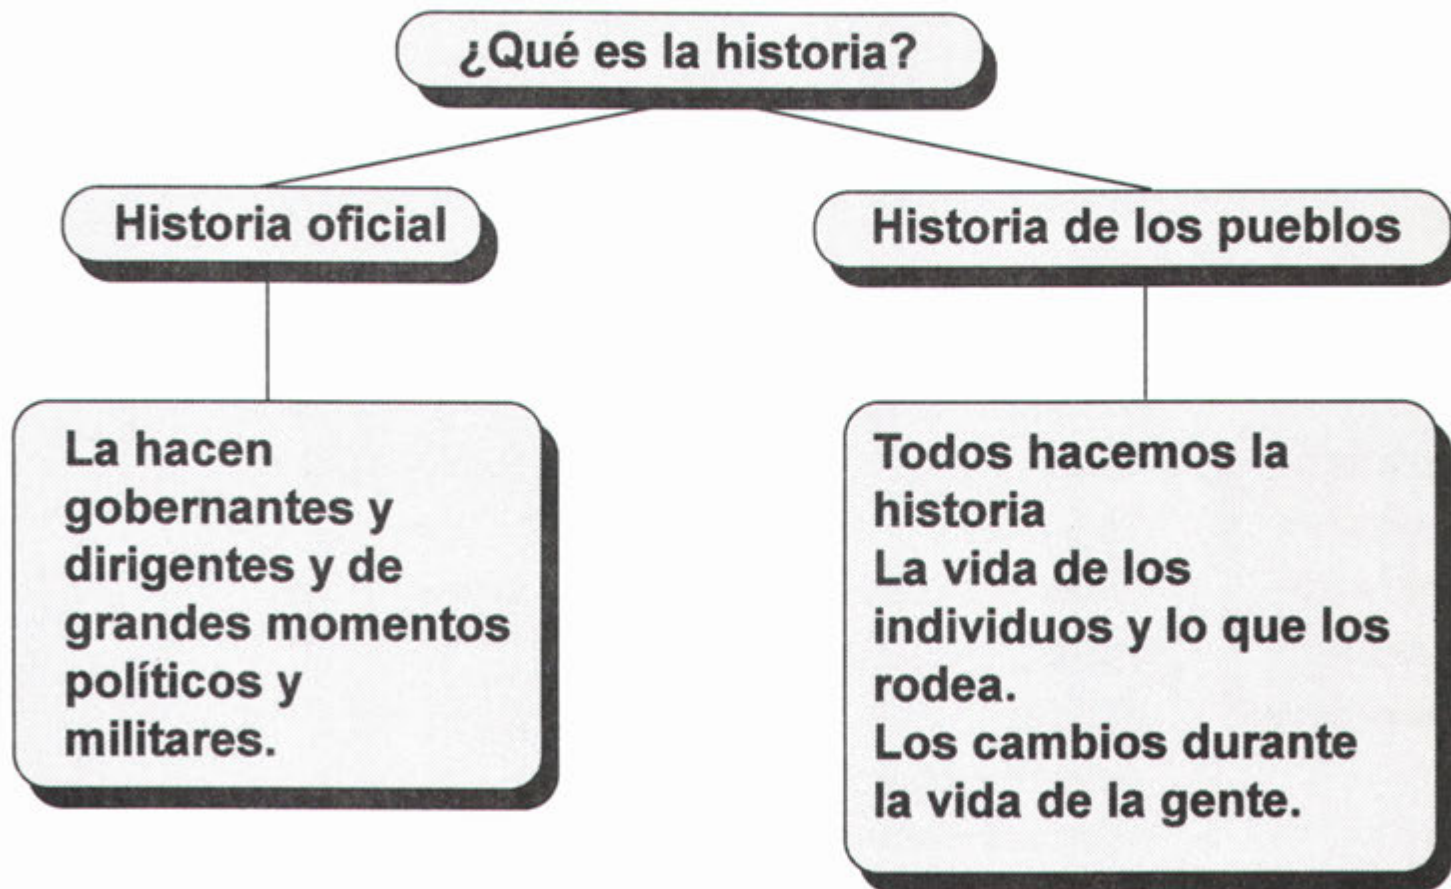 ¿Qué es la historia?
Historia oficial
Historia de los pueblos
La hacen
gobernantes y
dirigentes y de
grandes momentos
políticos y
militares.
Todos hacemos la
historia
La vida de los
individuos y lo que los
rodea.
Los cambios durante
la vida de la gente.